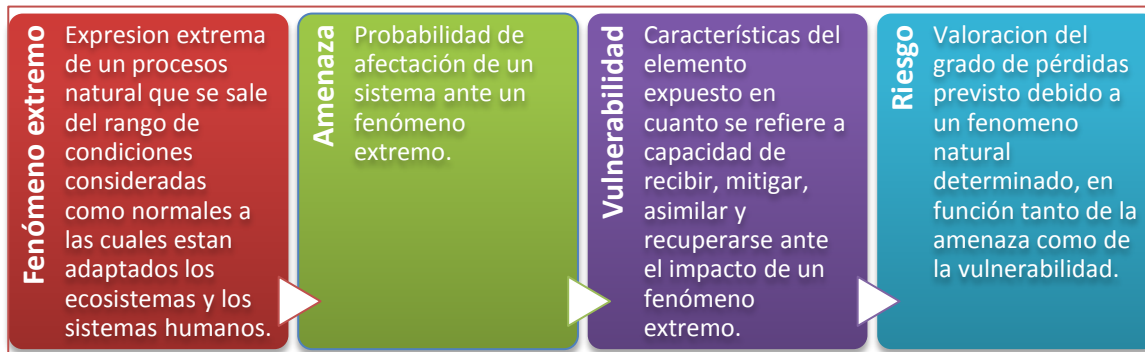 Fenómeno extremo
Expresion extrema
de un procesos
natural que se sale
del rango de
condiciones
consideradas
como normales a
las cuales estan
adaptados los
ecosistemas y los
sistemas humanos.
Amenaza
Probabilidad de
afectación de un
sistema ante un
fenómeno
extremo.
Vulnerabilidad
Características del
elemento
expuesto en
cuanto se refiere a
capacidad de
recibir, mitigar,
asimilar y
recuperarse ante
el impacto de un
fenómeno
extremo.
Riesgo
Valoracion del
grado de pérdidas
previsto debido a
un fenomeno
natural
determinado, en
función tanto de la
amenaza como de
la vulnerabilidad.